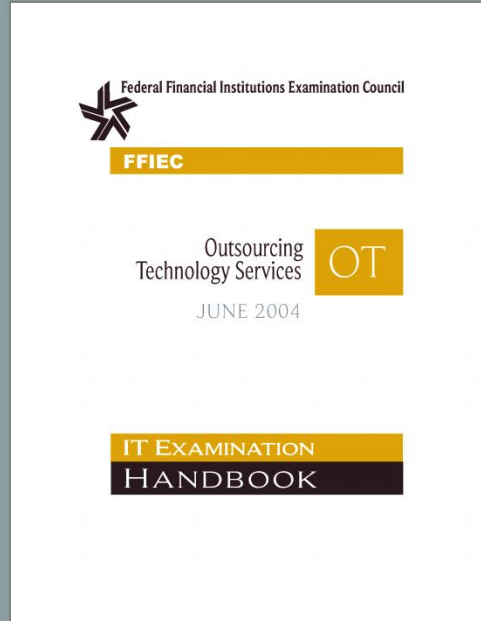 Federal Financial Institutions Examination Council
FFIEC
Outsourcing
Technology Services
OT
JUNE 2004
IT EXAMINATION
HANDBOOK